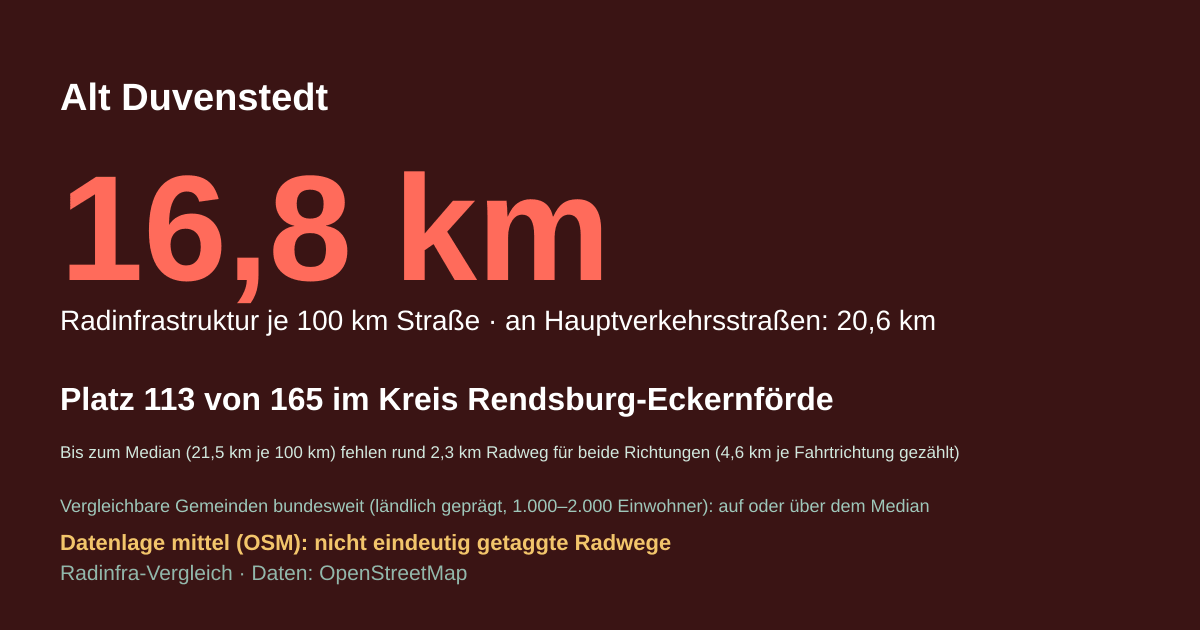 Alt Duvenstedt
16,8 km
Radinfrastruktur je 100 km Straße · an Hauptverkehrsstraßen: 20,6 km
Platz 113 von 165 im Kreis Rendsburg-Eckernförde
Bis zum Median (21,5 km je 100 km) fehlen rund 2,3 km Radweg für beide Richtungen (4,6 km je Fahrtrichtung gezählt)
Vergleichbare Gemeinden bundesweit (ländlich geprägt, 1.000–2.000 Einwohner): auf oder über dem Median
Datenlage mittel (OSM): nicht eindeutig getaggte Radwege
Radinfra-Vergleich · Daten: OpenStreetMap